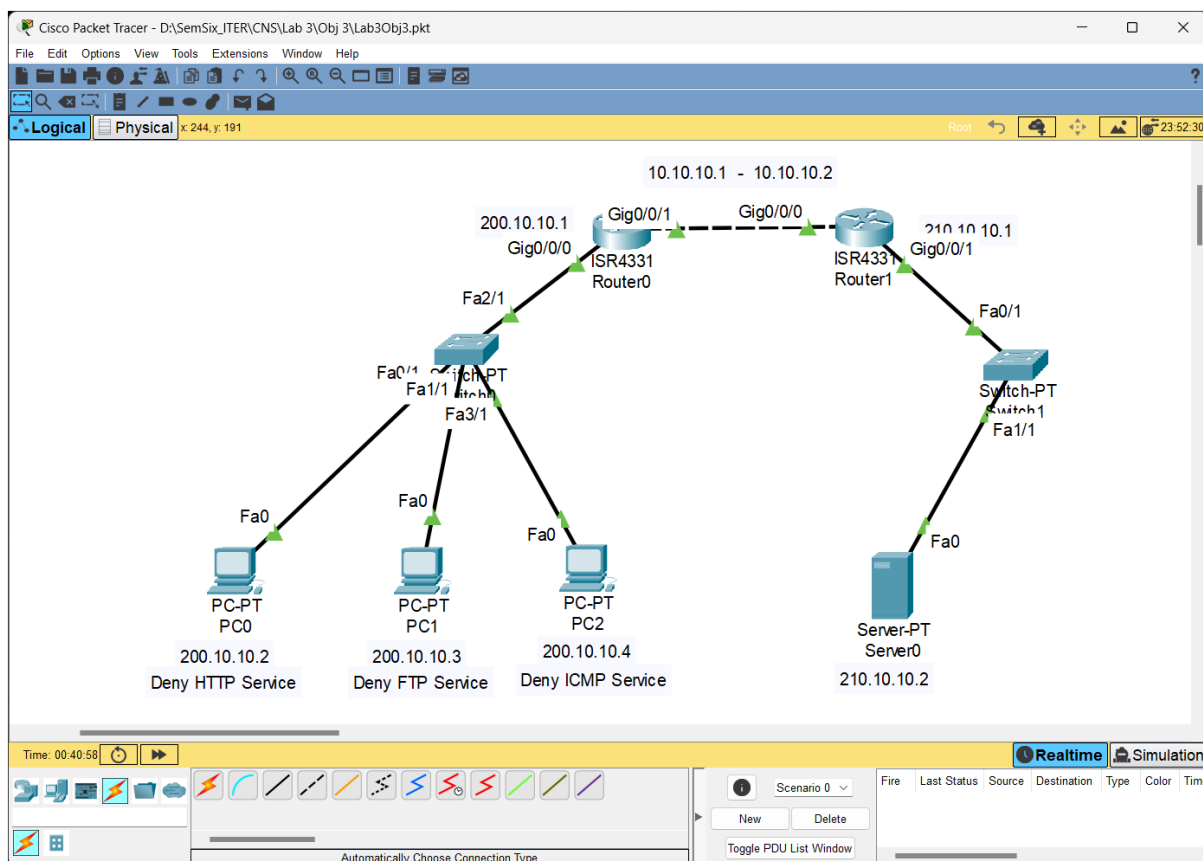 Cisco Packet Tracer - D:\SemSix_ITER\CNS\Lab 3\Obj 3\Lab3Obj3.pkt
File Edit Options View Tools Extensions Window Help
?
Logical Physical x: 244, y: 191 Root 23:52:30
10.10.10.1 - 10.10.10.2
200.10.10.1 Gig0/0/1 Gig0/0/0 210.10.10.1
Gig0/0/0 ISR4331 Router0 ISR4331 Router1 Gig0/0/1
Fa2/1 Fa0/1
Fa0/1 Switch-PT
Fa1/1 Switch-PT
Fa3/1 Switch1
Fa1/1
Fa0 Fa0 Fa0 Fa0
PC-PT PC-PT PC-PT
PC0 PC1 PC2
Server-PT
Server0
200.10.10.2 200.10.10.3 200.10.10.4
Deny HTTP Service Deny FTP Service Deny ICMP Service 210.10.10.2
Time: 00:40:58 Realtime Simulation
Scenario 0 Fire Last Status Source Destination Type Color
New Delete
Toggle PDU List Window
Automatically Choose Connection Type